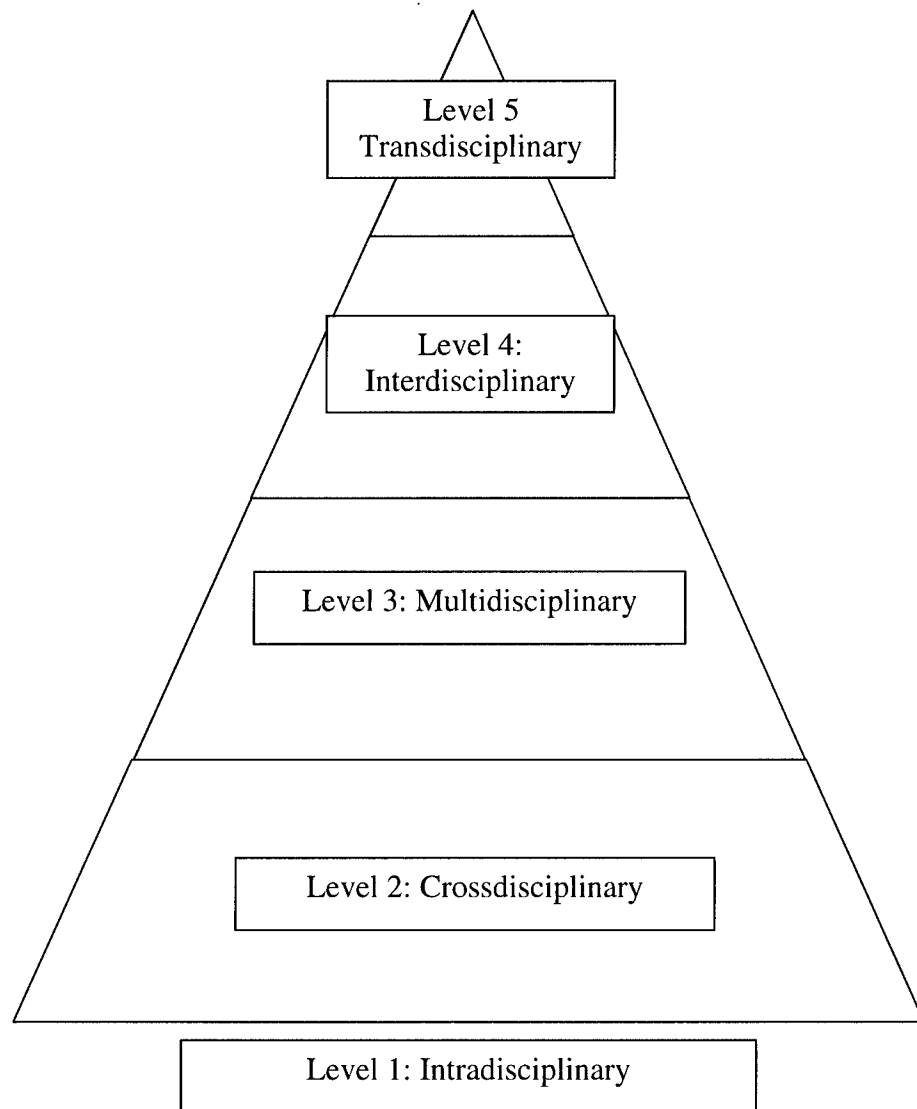 Level 5
Transdisciplinary
Level 4:
Interdisciplinary
Level 3: Multidisciplinary
Level 2: Crossdisciplinary
Level 1: Intradisciplinary